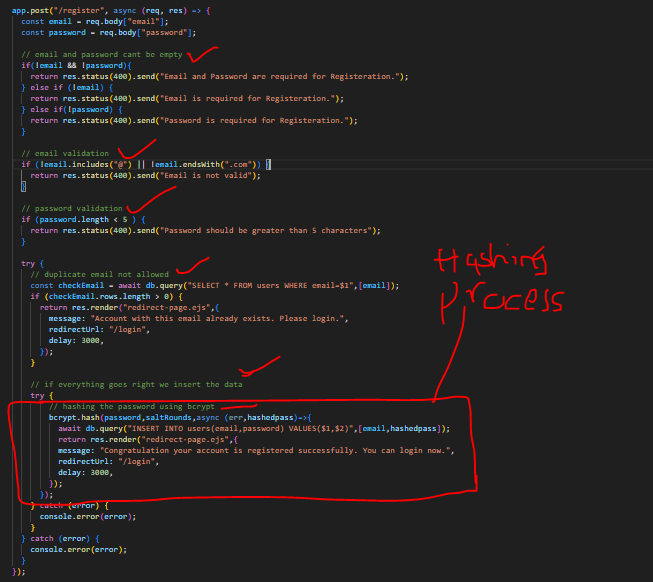 app.post("/register", async (req, res) => {
const email = req.body["email"];
const password = req.body["password"];
// email and password cant be empty
if(!email && !password){
return res.status(400).send("Email and Password are required for Registeration.");
} else if (!email) {
return res.status(400).send("Email is required for Registeration.");
} else if(!password) {
return res.status(400).send("Password is required for Registeration.");
}
// email validation
if (!email.includes("@") || !email.endsWith(".com")) {
return res.status(400).send("Email is not valid");
}
// password validation
if (password.length < 5 ) {
return res.status(400).send("Password should be greater than 5 characters");
}
Hashing
Process
try {
// duplicate email not allowed
const checkEmail = await db.query("SELECT * FROM users WHERE email=$1",[email]);
if (checkEmail.rows.length > 0) {
return res.render("redirect-page.ejs",{
message: "Account with this email already exists. Please login.",
redirectUrl: "/login",
delay: 3000,
});
}
// if everything goes right we insert the data
try {
// hashing the password using bcrypt
bcrypt.hash(password,saltRounds,async (err,hashedpass)=>{
await db.query("INSERT INTO users(email,password) VALUES($1,$2)",[email,hashedpass]);
return res.render("redirect-page.ejs",{
message: "Congratulation your account is registered successfully. You can login now.",
redirectUrl: "/login",
delay: 3000,
});
});
} catch (error) {
console.error(error);
}
} catch (error) {
console.error(error);
}
});